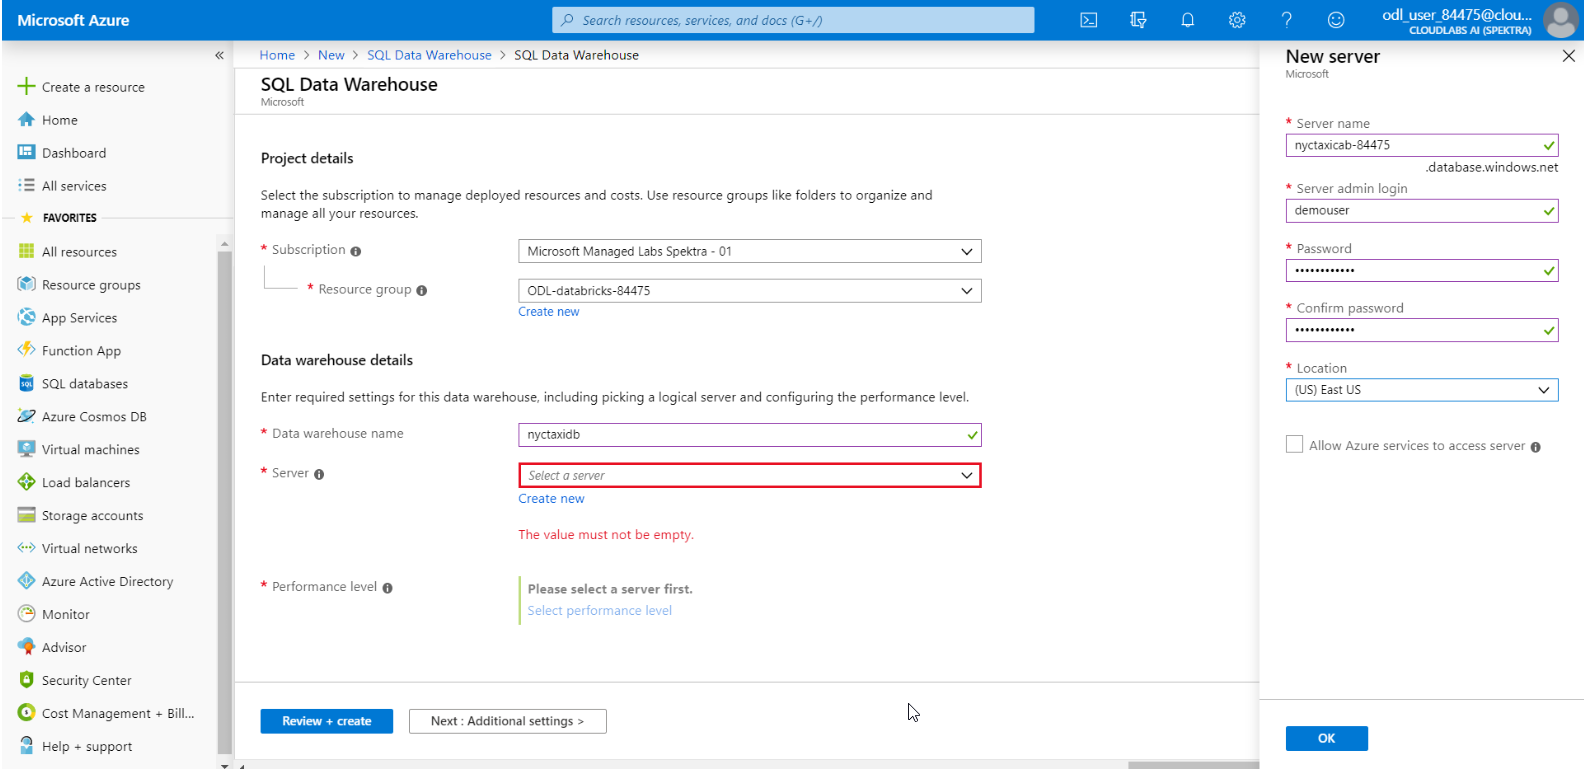 Microsoft Azure
Search resources, services, and docs (G+/)
odl_user_84475@clou...
CLOUDLABS AI (SPEKTRA)
«
Create a resource
Home
Dashboard
All services
FAVORITES
All resources
Resource groups
App Services
Function App
SQL databases
Azure Cosmos DB
Virtual machines
Load balancers
Storage accounts
Virtual networks
Azure Active Directory
Monitor
Advisor
Security Center
Cost Management + Bill...
Help + support
Home > New > SQL Data Warehouse > SQL Data Warehouse
SQL Data Warehouse
Microsoft
Project details
Select the subscription to manage deployed resources and costs. Use resource groups like folders to organize and
manage all your resources.
* Subscription
Microsoft Managed Labs Spektra - 01
* Resource group
ODL-databricks-84475
Create new
Data warehouse details
Enter required settings for this data warehouse, including picking a logical server and configuring the performance level.
* Data warehouse name
nyctaxidb
* Server
Select a server
Create new
The value must not be empty.
* Performance level
Please select a server first.
Select performance level
Review + create
Next : Additional settings >
New server
Microsoft
* Server name
nyctaxicab-84475
.database.windows.net
* Server admin login
demouser
* Password
••••••••••••
* Confirm password
••••••••••••
* Location
(US) East US
Allow Azure services to access server
OK